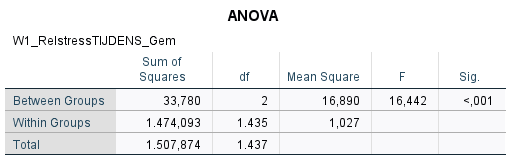 ANOVA
W1_RelstressTIJDENS_Gem
Sum of Squares df Mean Square F Sig.
Between Groups 33,780 2 16,890 16,442 <,001
Within Groups 1.474,093 1.435 1,027
Total 1.507,874 1.437